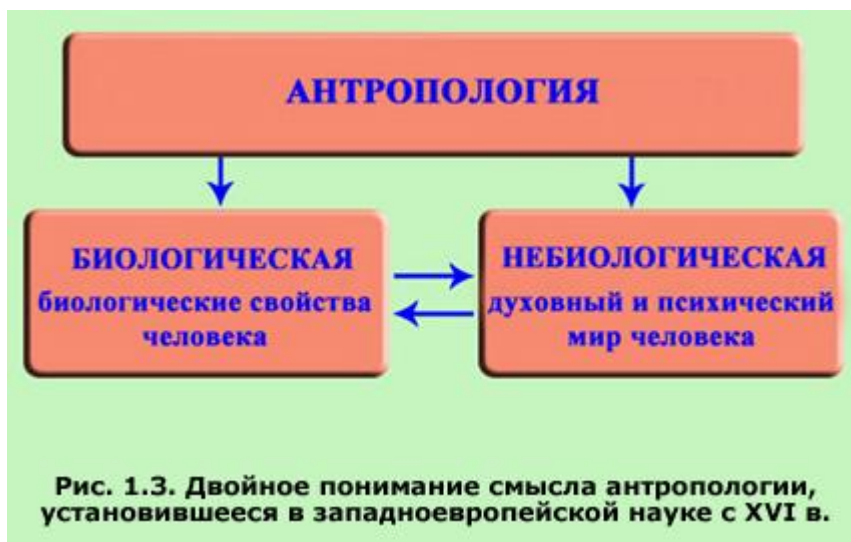 АНТРОПОЛОГИЯ
БИОЛОГИЧЕСКАЯ
биологические свойства
человека
НЕБИОЛОГИЧЕСКАЯ
духовный и психический
мир человека
Рис. 1.3. Двойное понимание смысла антропологии,
установившееся в западноевропейской науке с XVI в.